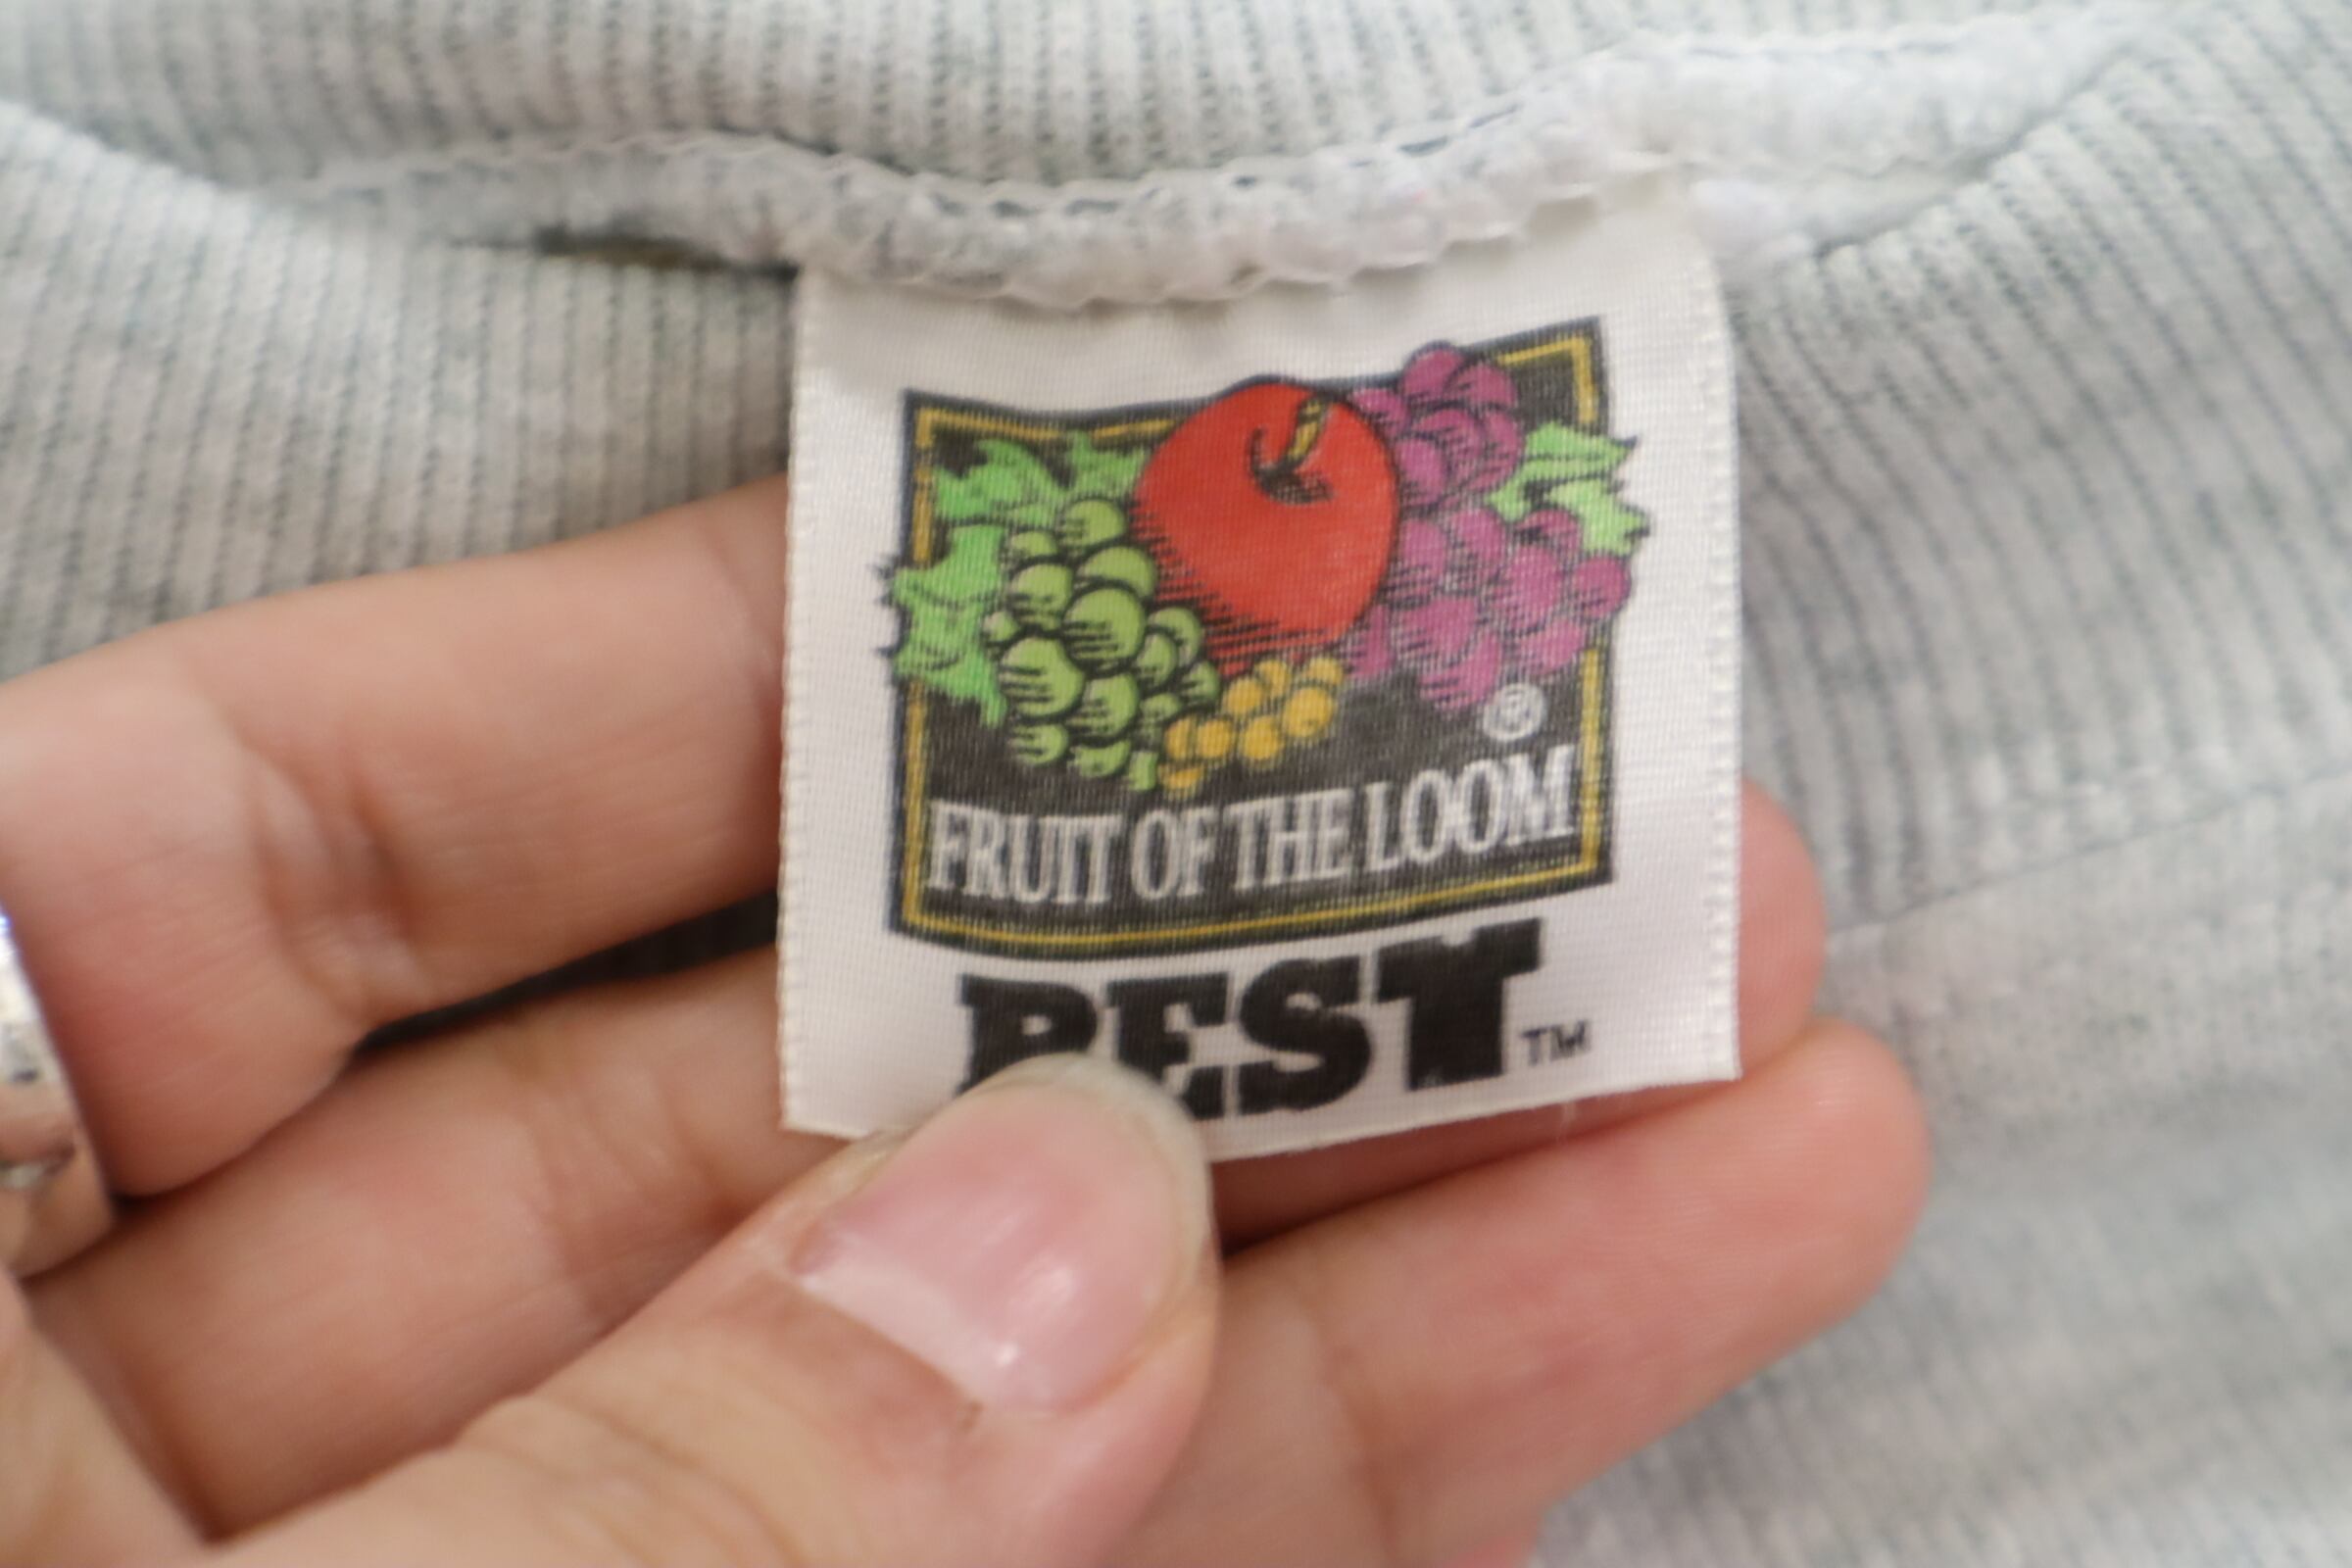 ®
FRUIT OF THE LOOM
BEST™